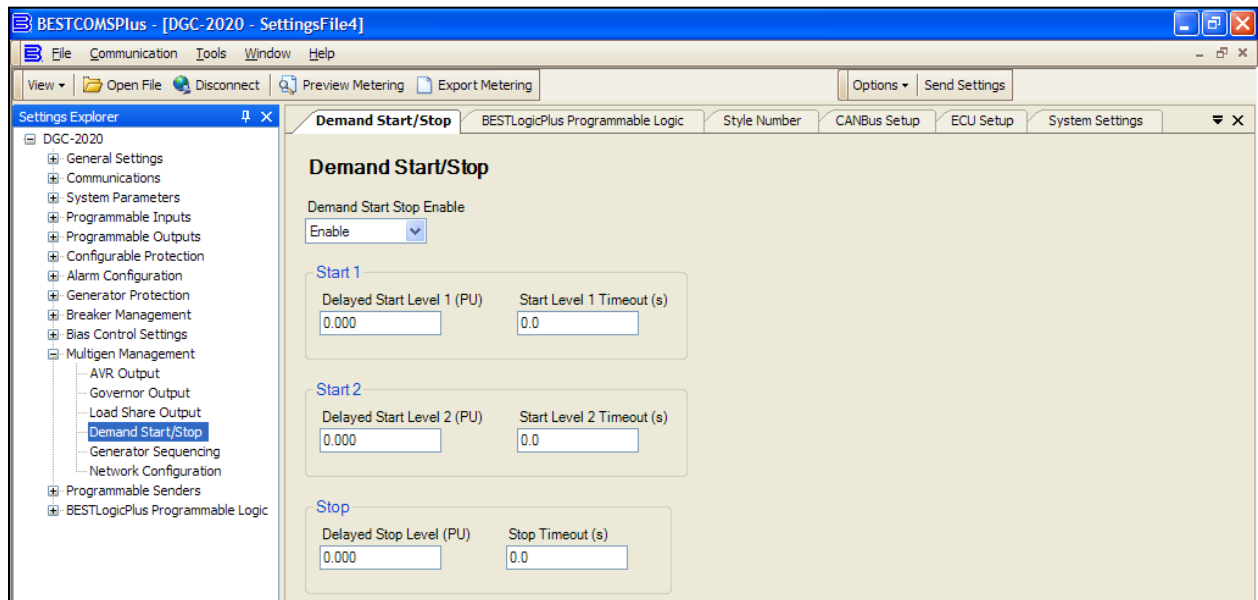 BESTCOMSPlus - [DGC-2020 - SettingsFile4]
File Communication Tools Window Help
View Open File Disconnect Preview Metering Export Metering Options Send Settings
Settings Explorer
DGC-2020
General Settings
Communications
System Parameters
Programmable Inputs
Programmable Outputs
Configurable Protection
Alarm Configuration
Generator Protection
Breaker Management
Bias Control Settings
Multigen Management
AVR Output
Governor Output
Load Share Output
Demand Start/Stop
Generator Sequencing
Network Configuration
Programmable Senders
BESTLogicPlus Programmable Logic
Demand Start/Stop BESTLogicPlus Programmable Logic Style Number CANBus Setup ECU Setup System Settings
Demand Start/Stop
Demand Start Stop Enable
Enable
Start 1
Delayed Start Level 1 (PU) Start Level 1 Timeout (s)
0.000 0.0
Start 2
Delayed Start Level 2 (PU) Start Level 2 Timeout (s)
0.000 0.0
Stop
Delayed Stop Level (PU) Stop Timeout (s)
0.000 0.0